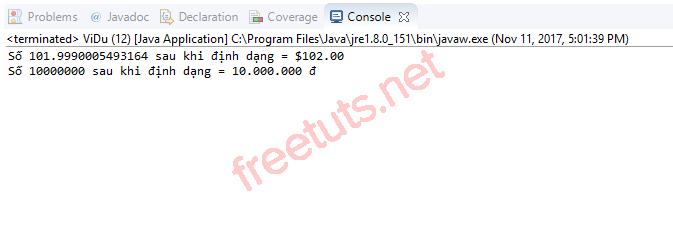 Problems @ Javadoc Declaration Coverage Console
<terminated> ViDu (12) [Java Application] C:\Program Files\Java\jre1.8.0_151\bin\javaw.exe (Nov 11, 2017, 5:01:39 PM)
Số 101.9990005493164 sau khi định dạng = $102.00
Số 10000000 sau khi định dạng = 10.000.000 đ
freetuts.net